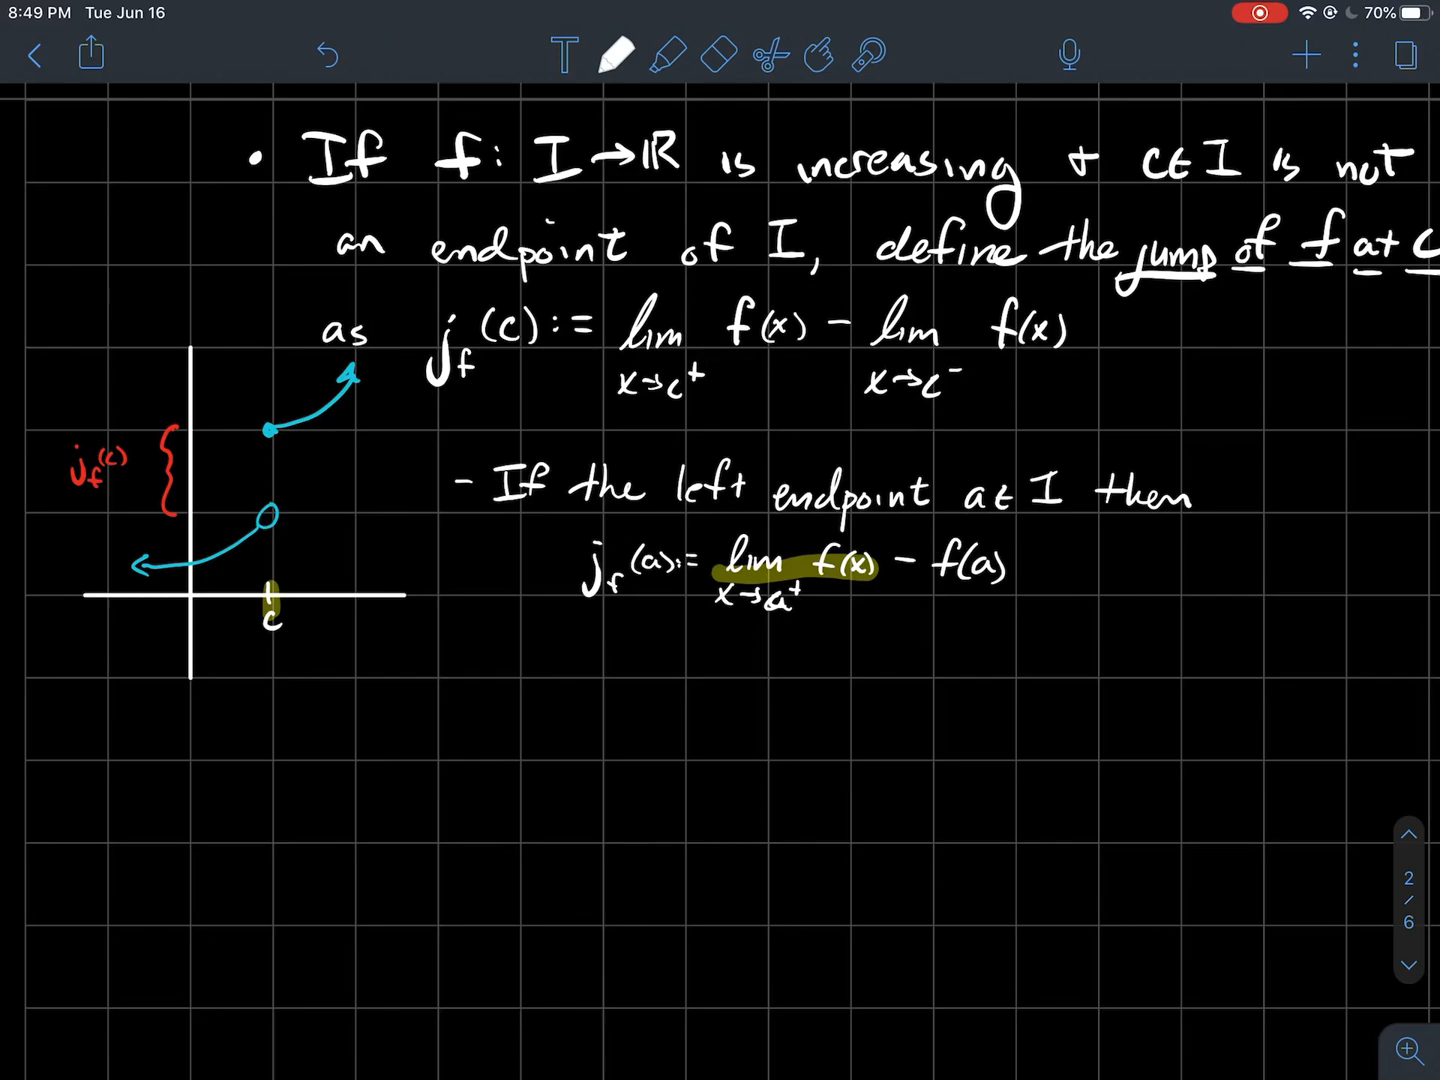 8:49 PM Tue Jun 16
70%
• If f: I → ℝ is increasing + c ∈ I is not
an endpoint of I, define the jump of f at c
as j_f(c) := lim_{x→c⁺} f(x) - lim_{x→c⁻} f(x)
j_f(c)
- If the left endpoint a ∈ I then
j_f(a) := lim_{x→a⁺} f(x) - f(a)
c
2
/
6